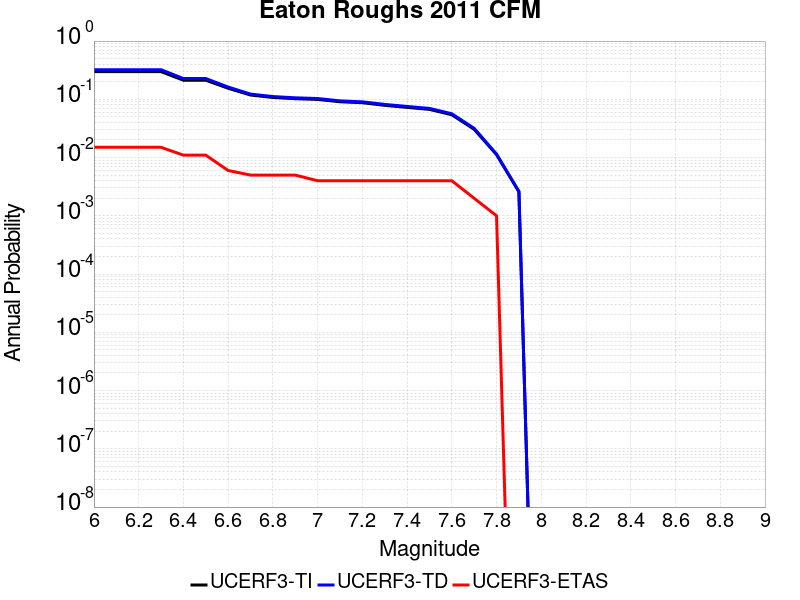 Eaton Roughs 2011 CFM
10^0
10^-1
10^-2
10^-3
10^-4
10^-5
10^-6
10^-7
10^-8
Annual Probability
6 6.2 6.4 6.6 6.8 7 7.2 7.4 7.6 7.8 8 8.2 8.4 8.6 8.8 9
Magnitude
UCERF3-TI UCERF3-TD UCERF3-ETAS